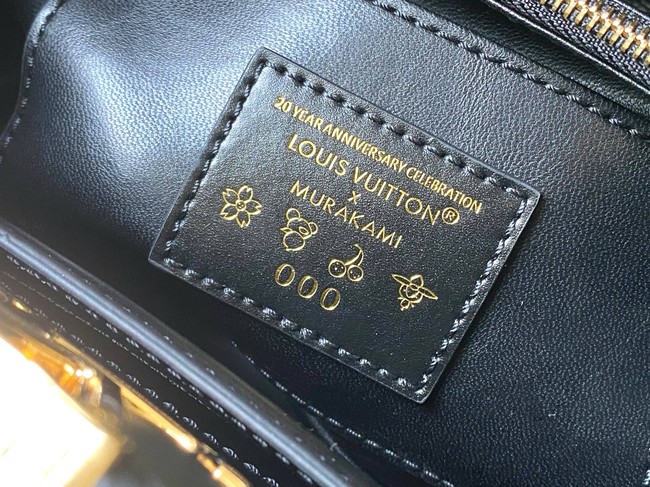 20 YEAR ANNIVERSARY CELEBRATION
LOUIS VUITTON®
X
MURAKAMI
000